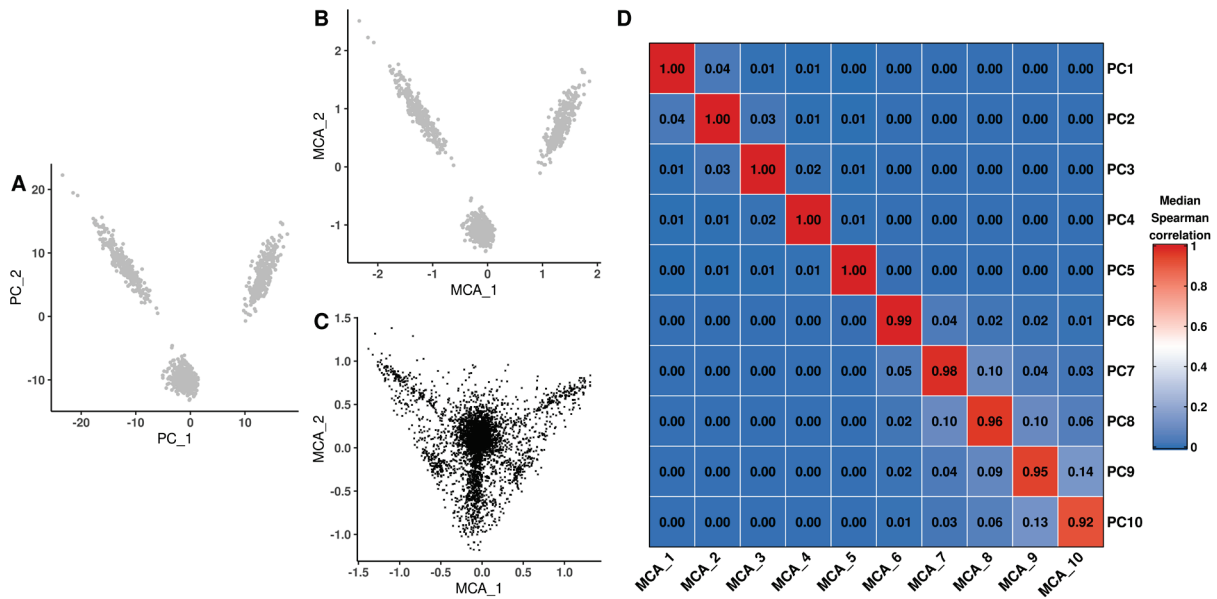 A
20
10
0
-10
PC_2
-20
-10
0
10
PC_1
B
2
1
0
-1
MCA_2
-2
-1
0
1
2
MCA_1
C
1.5
1.0
0.5
0.0
-0.5
-1.0
MCA_2
-1.5
-1.0
-0.5
0.0
0.5
1.0
MCA_1
D
1.00 0.04 0.01 0.01 0.00 0.00 0.00 0.00 0.00 0.00 PC1
0.04 1.00 0.03 0.01 0.01 0.00 0.00 0.00 0.00 0.00 PC2
0.01 0.03 1.00 0.02 0.01 0.00 0.00 0.00 0.00 0.00 PC3
0.01 0.01 0.02 1.00 0.01 0.00 0.00 0.00 0.00 0.00 PC4
0.00 0.01 0.01 0.01 1.00 0.00 0.00 0.00 0.00 0.00 PC5
0.00 0.00 0.00 0.00 0.00 0.99 0.04 0.02 0.02 0.01 PC6
0.00 0.00 0.00 0.00 0.00 0.05 0.98 0.10 0.04 0.03 PC7
0.00 0.00 0.00 0.00 0.00 0.02 0.10 0.96 0.10 0.06 PC8
0.00 0.00 0.00 0.00 0.00 0.02 0.04 0.09 0.95 0.14 PC9
0.00 0.00 0.00 0.00 0.00 0.01 0.03 0.06 0.13 0.92 PC10
MCA_1 MCA_2 MCA_3 MCA_4 MCA_5 MCA_6 MCA_7 MCA_8 MCA_9 MCA_10
Median
Spearman
correlation
1
0.8
0.6
0.4
0.2
0